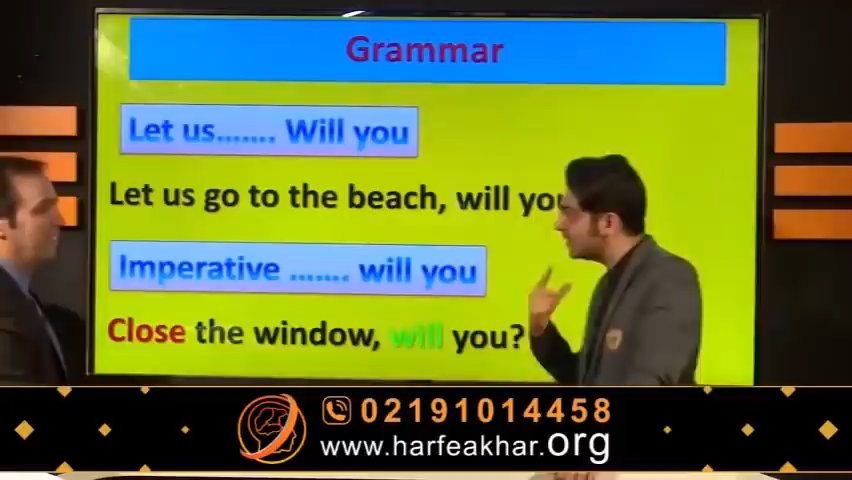 Grammar
Let us....... Will you
Let us go to the beach, will you
Imperative ....... will you
Close the window, will you?
02191014458
www.harfeakhar.org